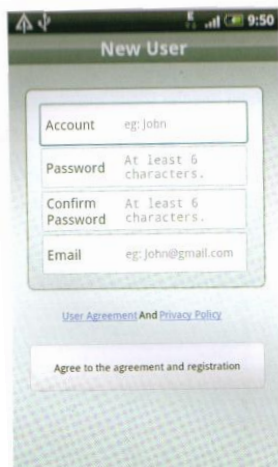 9:50
New User
Account eg: John
Password At least 6
characters.
Confirm At least 6
Password characters.
Email eg: John@gmail.com
User Agreement And Privacy Policy
Agree to the agreement and registration